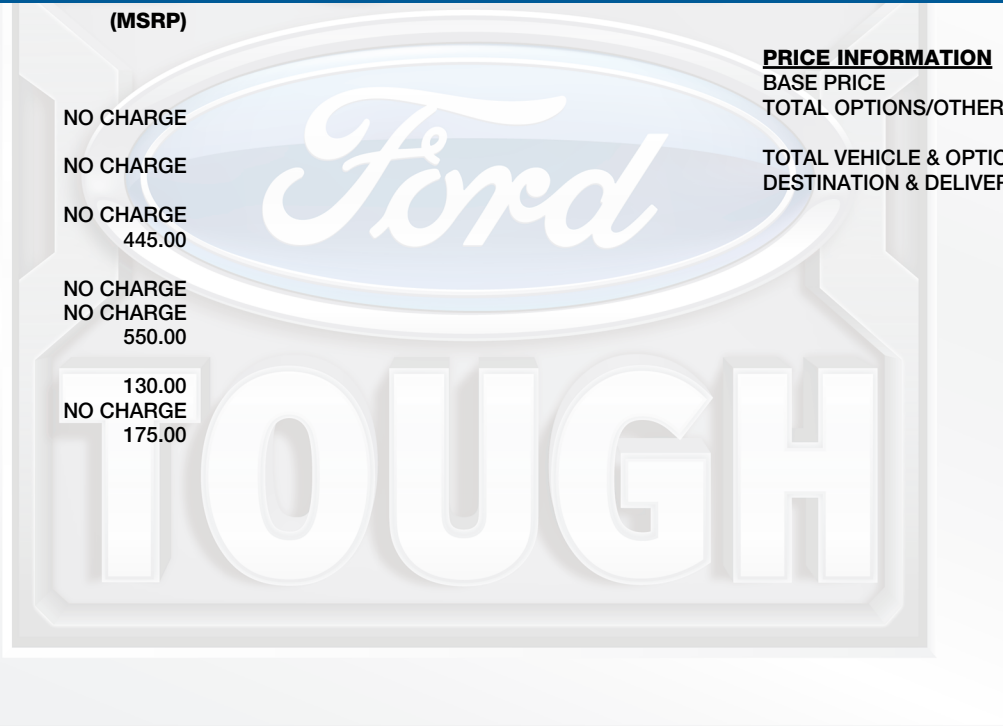 (MSRP)
NO CHARGE
NO CHARGE
NO CHARGE
445.00
NO CHARGE
NO CHARGE
550.00
130.00
NO CHARGE
175.00
PRICE INFORMATION
BASE PRICE
TOTAL OPTIONS/OTHER
TOTAL VEHICLE & OPTIO
DESTINATION & DELIVER
Ford
TOUGH